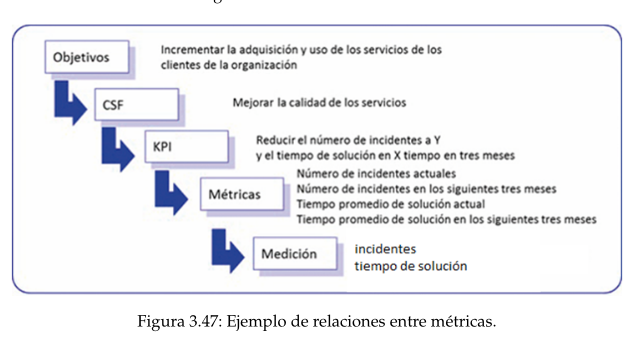 Objetivos
Incrementar la adquisición y uso de los servicios de los
clientes de la organización
CSF
Mejorar la calidad de los servicios
KPI
Reducir el número de incidentes a Y
y el tiempo de solución en X tiempo en tres meses
Métricas
Número de incidentes actuales
Número de incidentes en los siguientes tres meses
Tiempo promedio de solución actual
Tiempo promedio de solución en los siguientes tres meses
Medición
incidentes
tiempo de solución
Figura 3.47: Ejemplo de relaciones entre métricas.